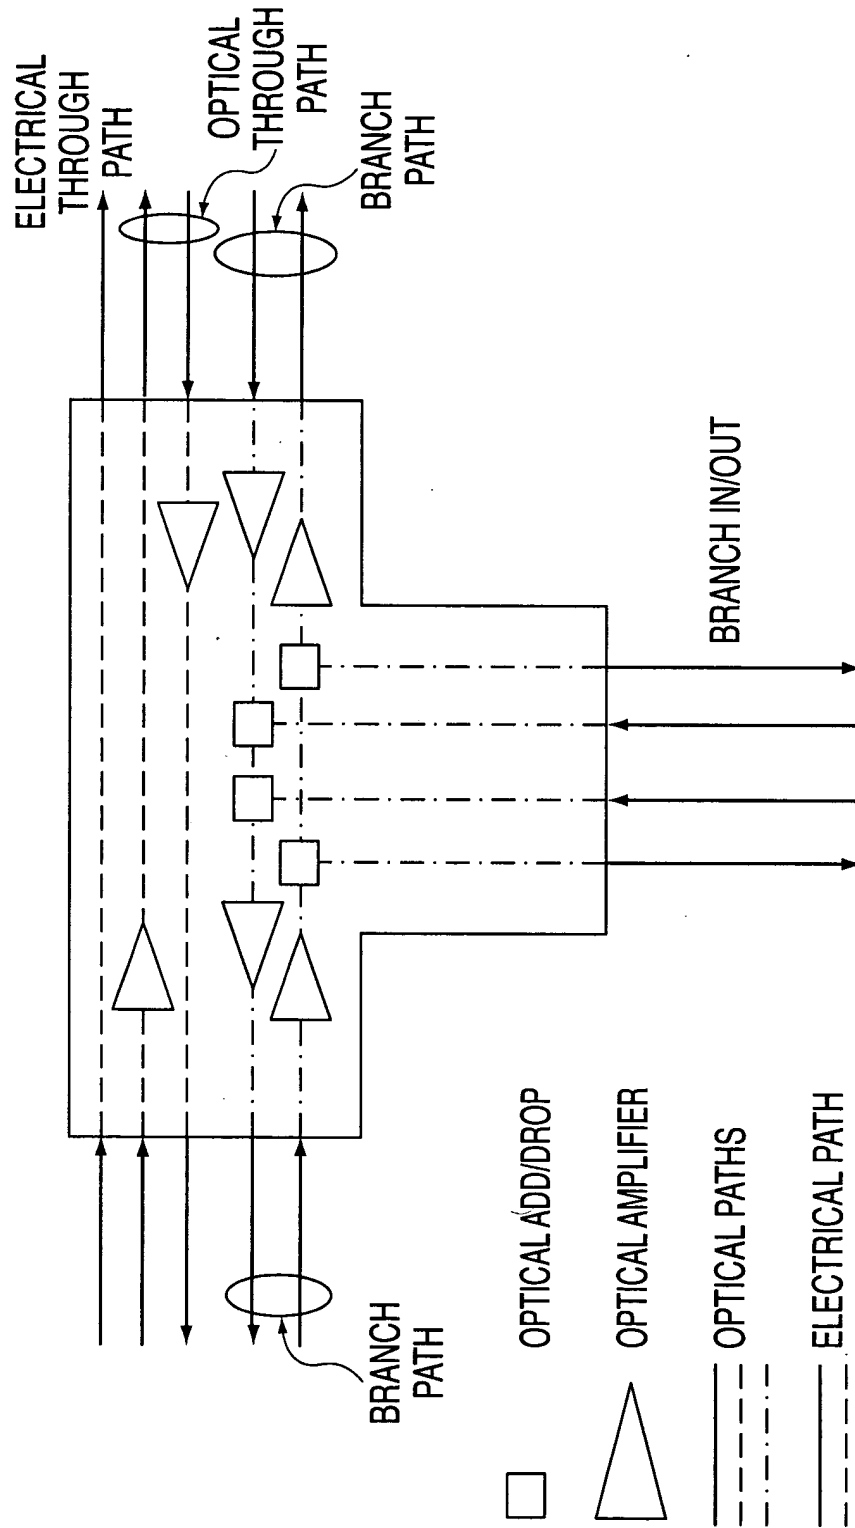 ELECTRICAL
THROUGH
PATH
OPTICAL
THROUGH
PATH
BRANCH
PATH
BRANCH IN/OUT
BRANCH
PATH
OPTICAL ADD/DROP
OPTICAL AMPLIFIER
OPTICAL PATHS
ELECTRICAL PATH